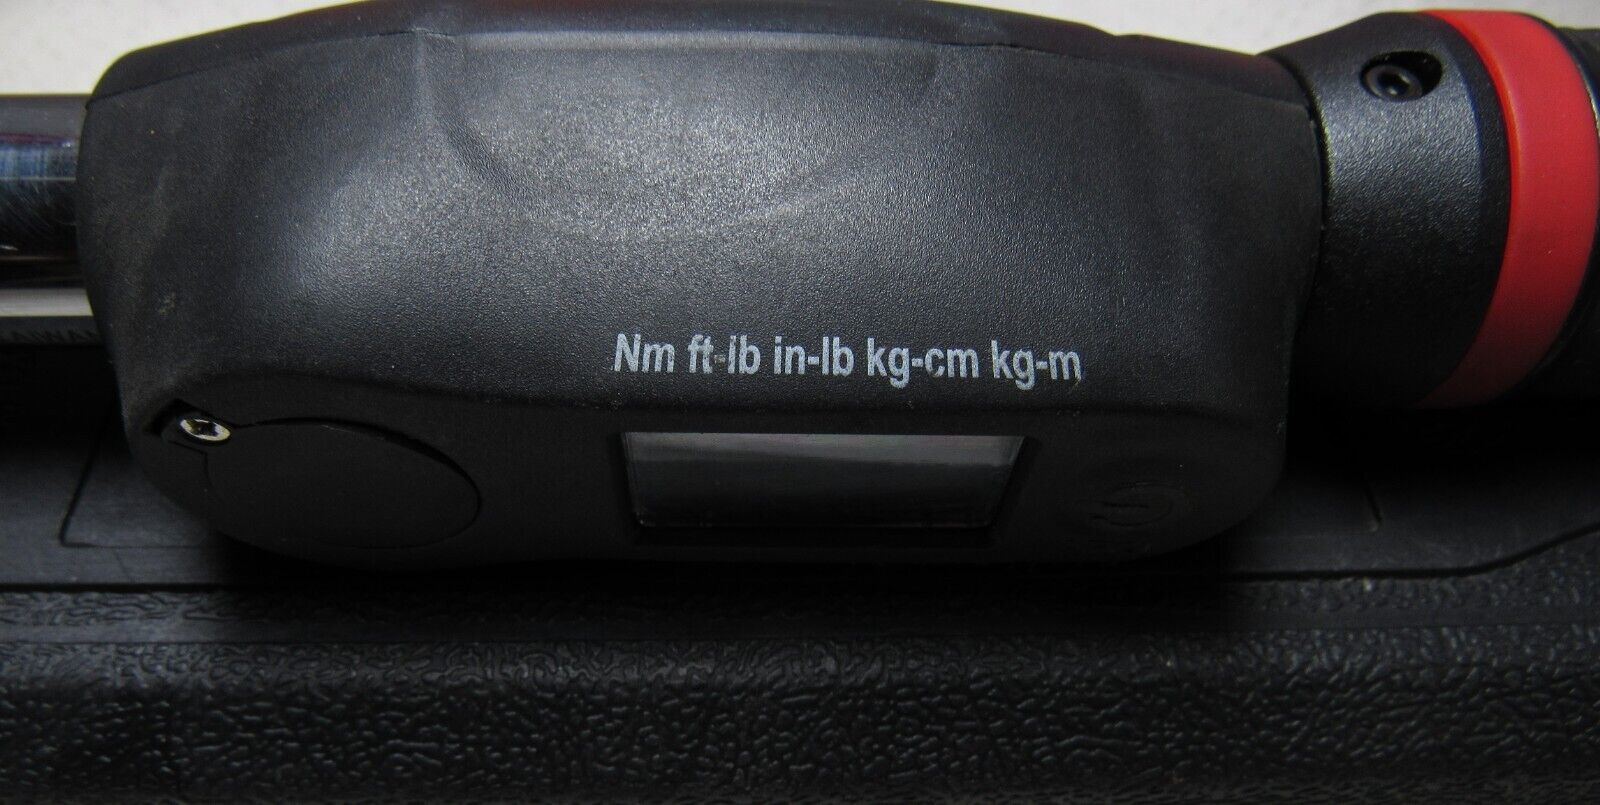 Nm ft-lb in-lb kg-cm kg-m